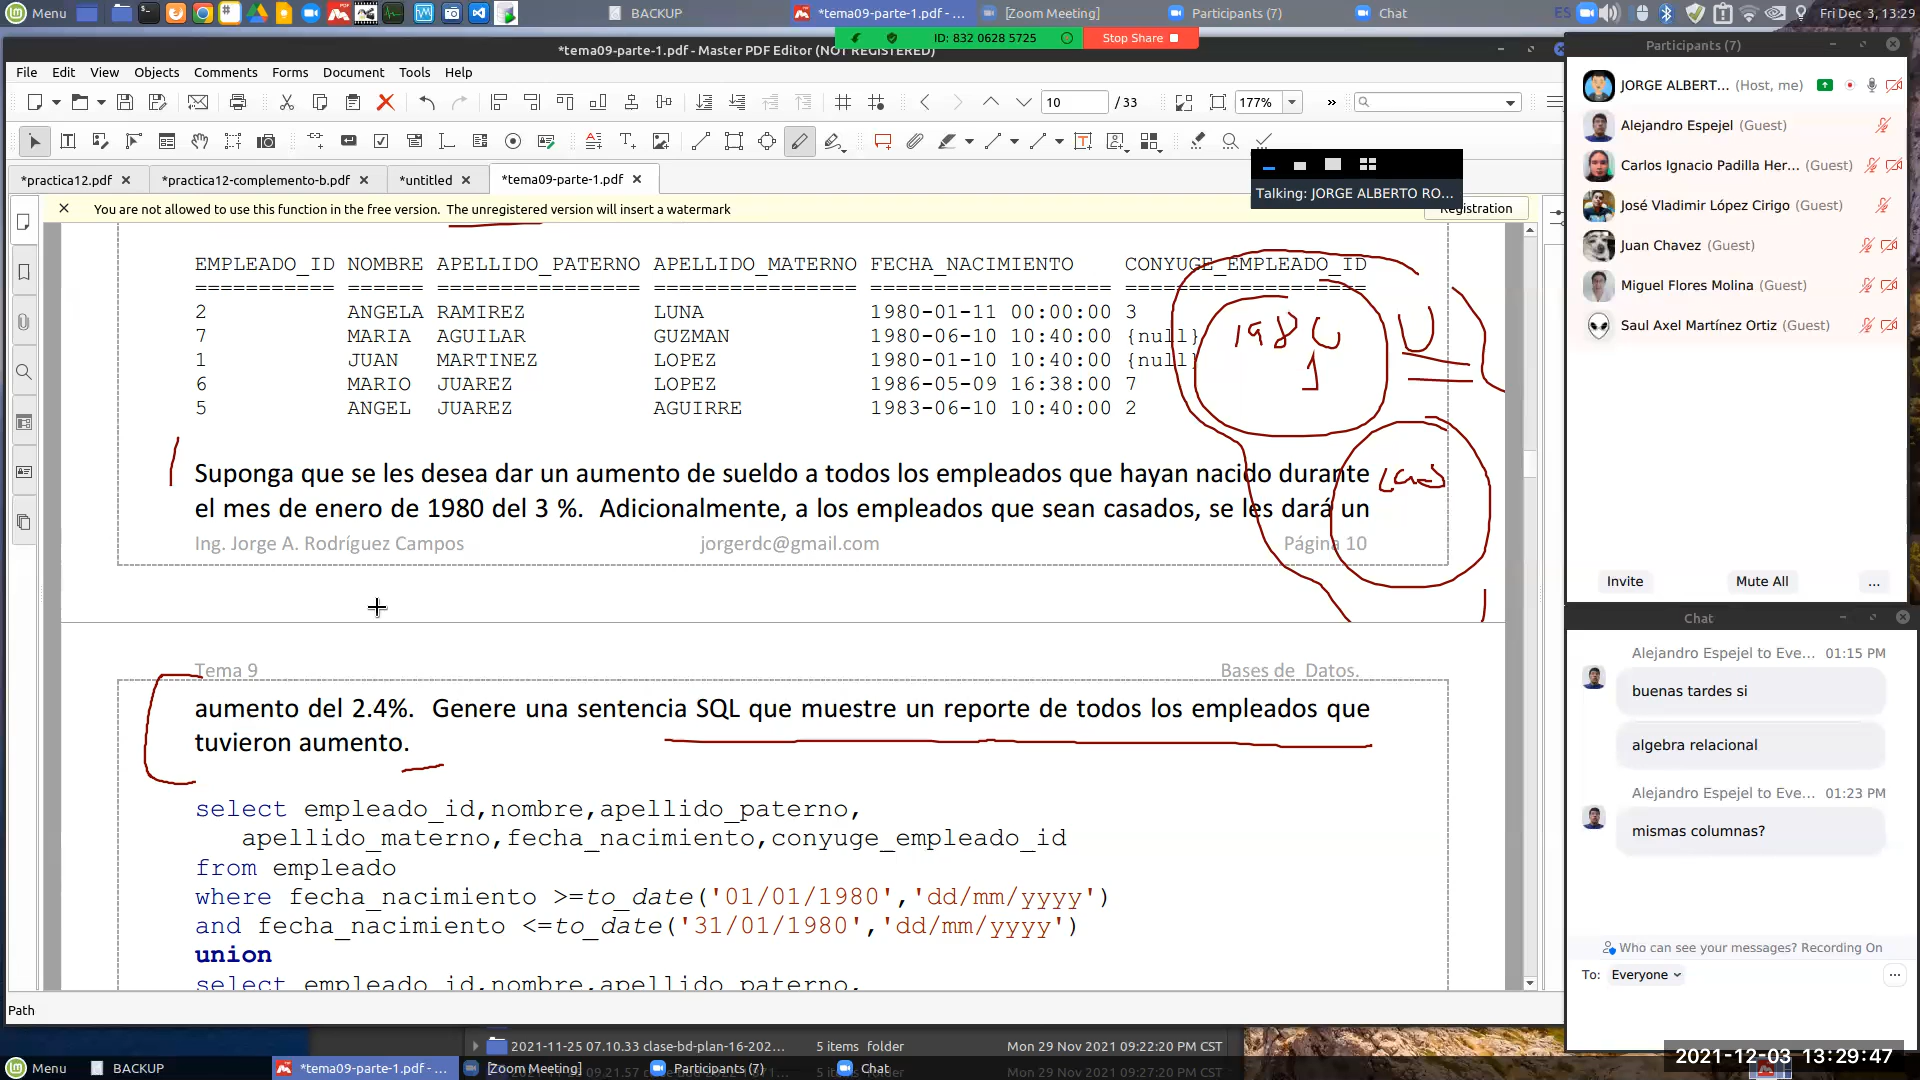 Menu
BACKUP
*tema09-parte-1.pdf - ...
[Zoom Meeting]
Participants (7)
Chat
ES
Fri Dec 3, 13:29
*tema09-parte-1.pdf - Master PDF Editor (NOT REGISTERED)
ID: 832 0628 5725
Stop Share
File Edit View Objects Comments Forms Document Tools Help
10 / 33
177%
*practica12.pdf
*practica12-complemento-b.pdf
*untitled
*tema09-parte-1.pdf
Talking: JORGE ALBERTO RO...
You are not allowed to use this function in the free version. The unregistered version will insert a watermark
Registration
EMPLEADO_ID NOMBRE APELLIDO_PATERNO APELLIDO_MATERNO FECHA_NACIMIENTO CONYUGE_EMPLEADO_ID
=========== ====== ================ ================ =================== ===================
2 ANGELA RAMIREZ LUNA 1980-01-11 00:00:00 3
7 MARIA AGUILAR GUZMAN 1980-06-10 10:40:00 {null}
1 JUAN MARTINEZ LOPEZ 1980-01-10 10:40:00 {null}
6 MARIO JUAREZ LOPEZ 1986-05-09 16:38:00 7
5 ANGEL JUAREZ AGUIRRE 1983-06-10 10:40:00 2
1980
1
U
Suponga que se les desea dar un aumento de sueldo a todos los empleados que hayan nacido durante
el mes de enero de 1980 del 3 %. Adicionalmente, a los empleados que sean casados, se les dará un
Ing. Jorge A. Rodríguez Campos
jorgerdc@gmail.com
Página 10
Tema 9
Bases de Datos.
aumento del 2.4%. Genere una sentencia SQL que muestre un reporte de todos los empleados que
tuvieron aumento.
select empleado_id,nombre,apellido_paterno,
apellido_materno,fecha_nacimiento,conyuge_empleado_id
from empleado
where fecha_nacimiento >=to_date('01/01/1980','dd/mm/yyyy')
and fecha_nacimiento <=to_date('31/01/1980','dd/mm/yyyy')
union
select empleado_id,nombre,apellido_paterno,
Path
Participants (7)
JORGE ALBERT... (Host, me)
Alejandro Espejel (Guest)
Carlos Ignacio Padilla Her... (Guest)
José Vladimir López Cirigo (Guest)
Juan Chavez (Guest)
Miguel Flores Molina (Guest)
Saul Axel Martínez Ortiz (Guest)
Invite
Mute All
...
Chat
Alejandro Espejel to Eve... 01:15 PM
buenas tardes si
algebra relacional
Alejandro Espejel to Eve... 01:23 PM
mismas columnas?
Who can see your messages? Recording On
To: Everyone
2021-11-25 07.10.33 clase-bd-plan-16-202... 5 items folder Mon 29 Nov 2021 09:22:20 PM CST
2021-12-03 13:29:47
Menu
BACKUP
*tema09-parte-1.pdf - ...
[Zoom Meeting]
Participants (7)
Chat